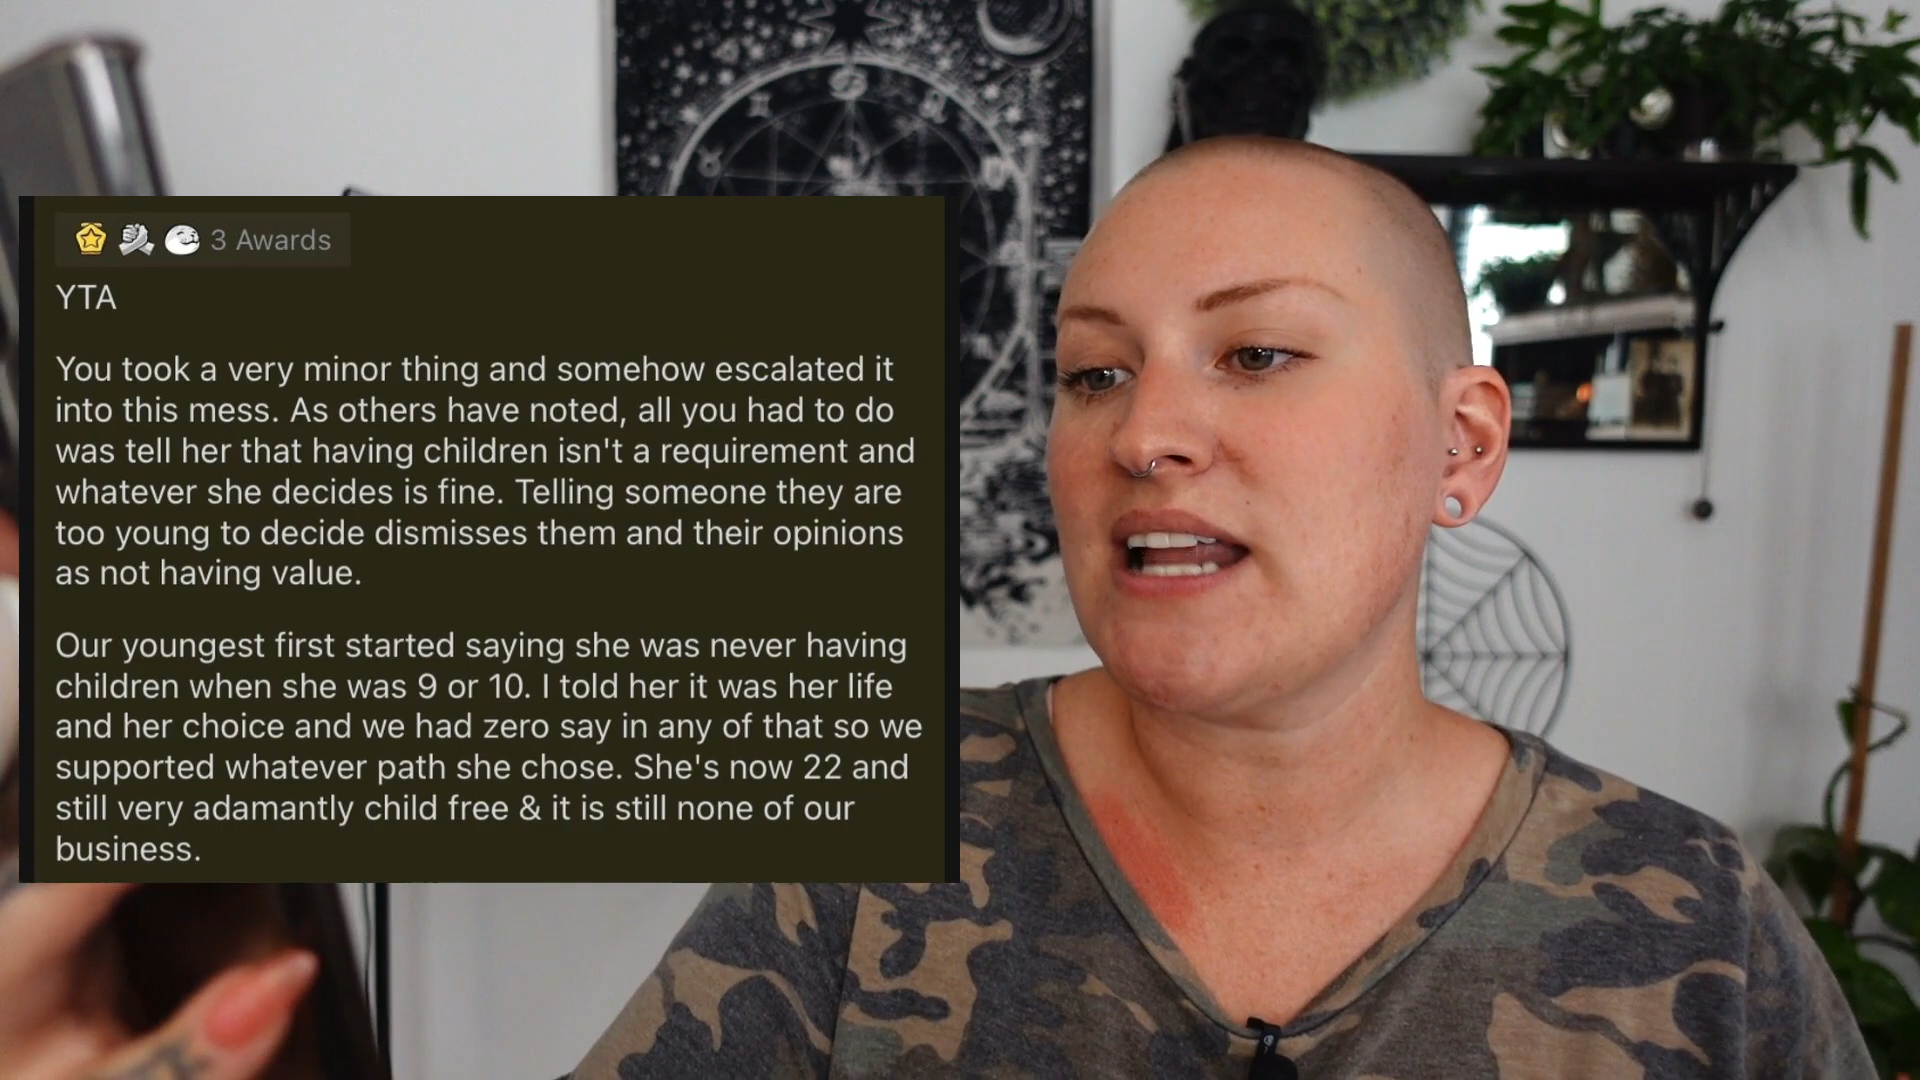 3 Awards
YTA
You took a very minor thing and somehow escalated it
into this mess. As others have noted, all you had to do
was tell her that having children isn't a requirement and
whatever she decides is fine. Telling someone they are
too young to decide dismisses them and their opinions
as not having value.
Our youngest first started saying she was never having
children when she was 9 or 10. I told her it was her life
and her choice and we had zero say in any of that so we
supported whatever path she chose. She's now 22 and
still very adamantly child free & it is still none of our
business.